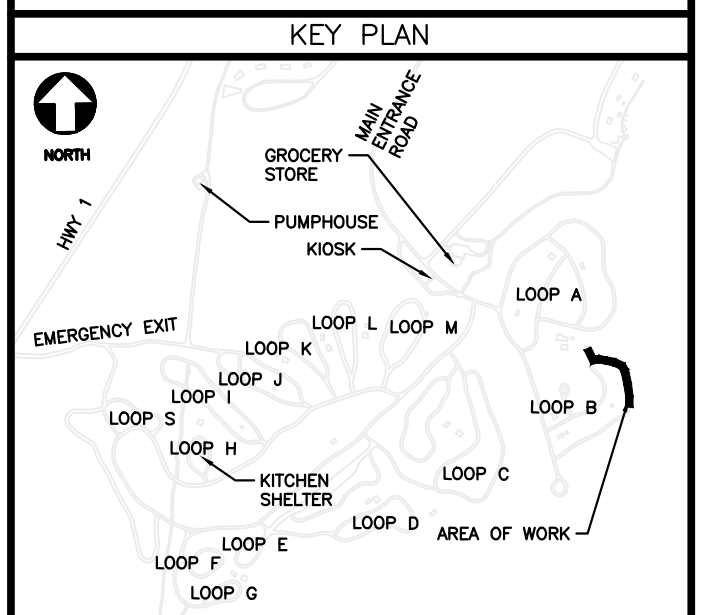 KEY PLAN
NORTH
MAIN
ENTRANCE
ROAD
GROCERY
STORE
HWY 1
PUMPHOUSE
KIOSK
LOOP A
EMERGENCY EXIT
LOOP L
LOOP M
LOOP K
LOOP J
LOOP I
LOOP S
LOOP B
LOOP H
KITCHEN
SHELTER
LOOP C
LOOP D
AREA OF WORK
LOOP E
LOOP F
LOOP G